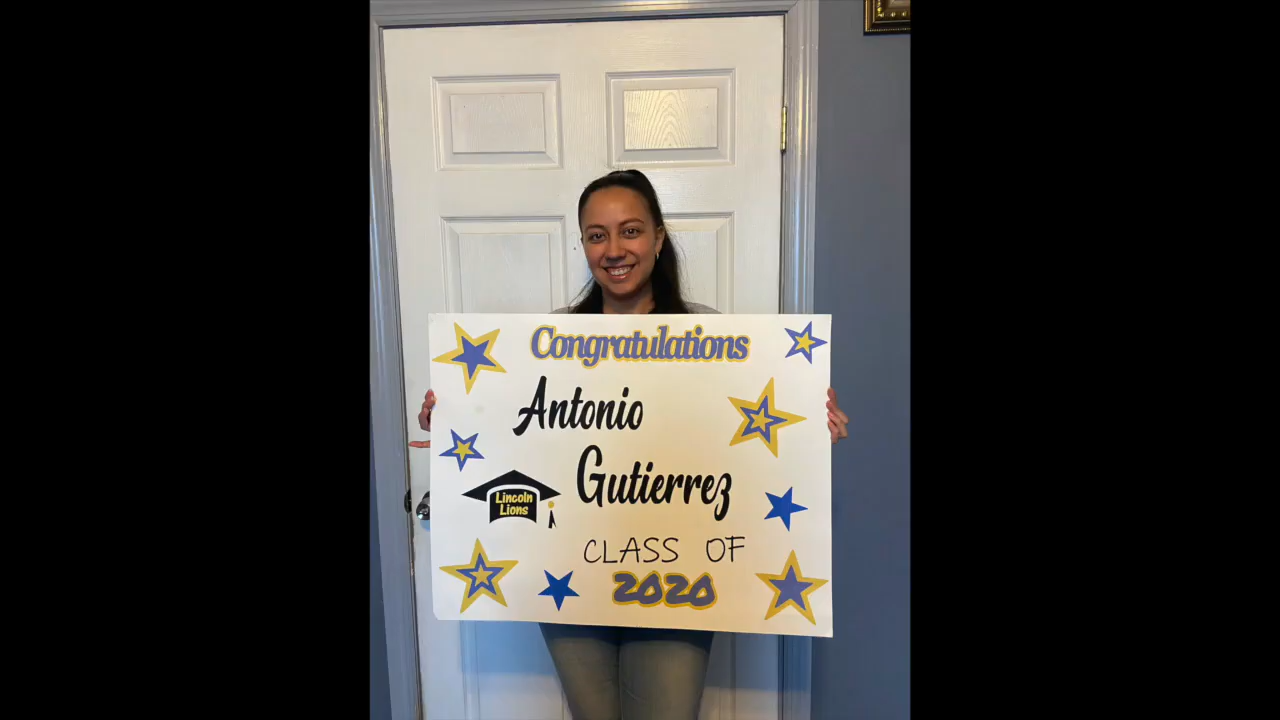 Congratulations
Antonio
Gutierrez
Lincoln
Lions
CLASS OF
2020